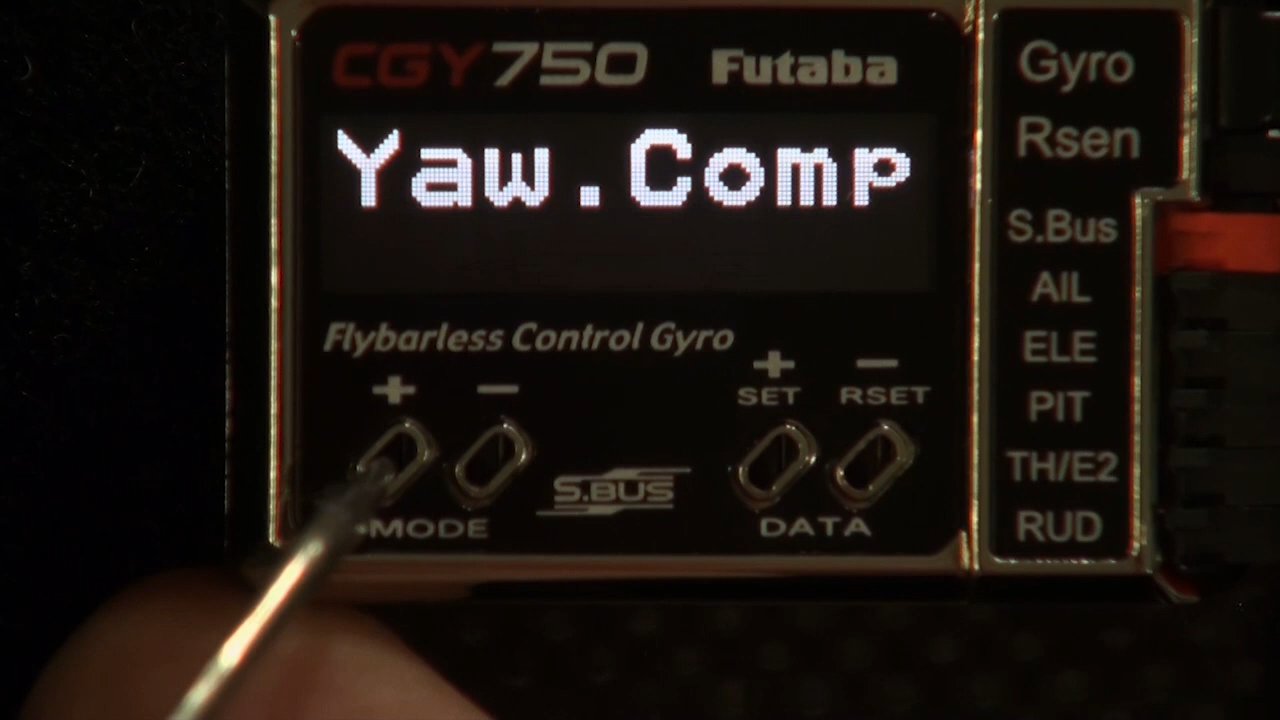 CGY750 Futaba
Yaw.Comp
Flybarless Control Gyro
+ − + −
SET RSET
S.BUS
MODE DATA
Gyro
Rsen
S.Bus
AIL
ELE
PIT
TH/E2
RUD